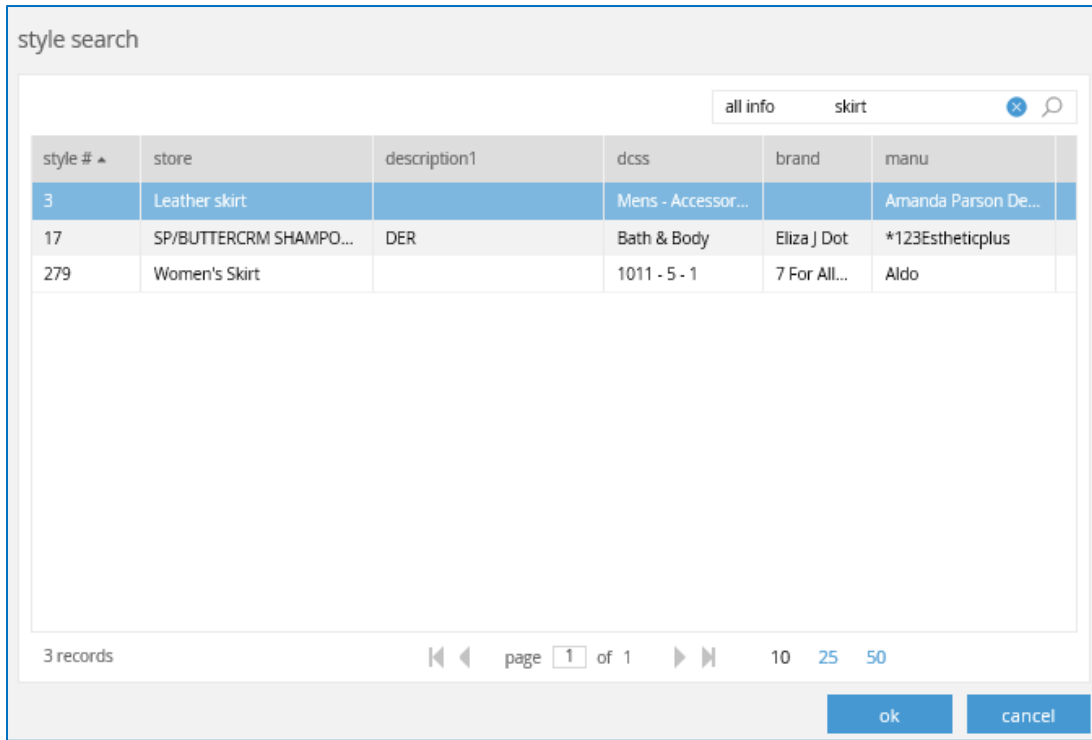 style search
all info skirt
style # store description1 dcss brand manu
3 Leather skirt Mens - Accessor... Amanda Parson De...
17 SP/BUTTERCRM SHAMPO... DER Bath & Body Eliza J Dot *123Estheticplus
279 Women's Skirt 1011 - 5 - 1 7 For All... Aldo
3 records page 1 of 1 10 25 50
ok cancel